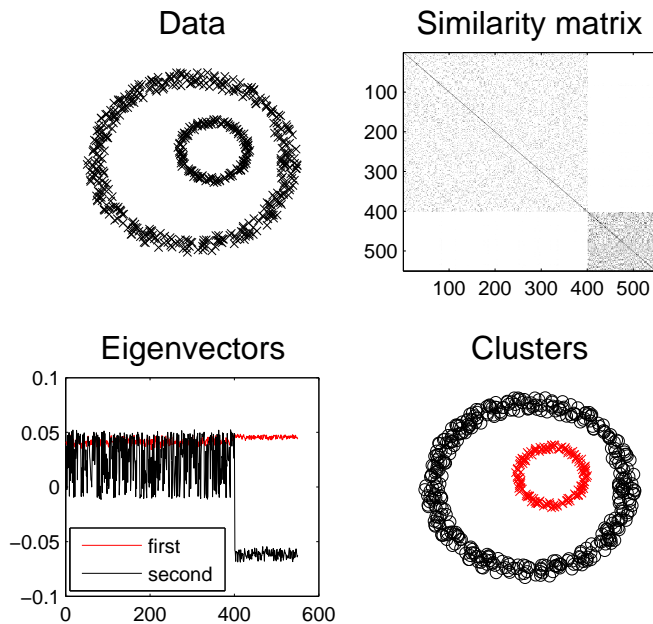 Data
Similarity matrix
100
200
300
400
500
100 200 300 400 500
Eigenvectors
0.1
0.05
0
−0.05
−0.1
first
second
0 200 400 600
Clusters